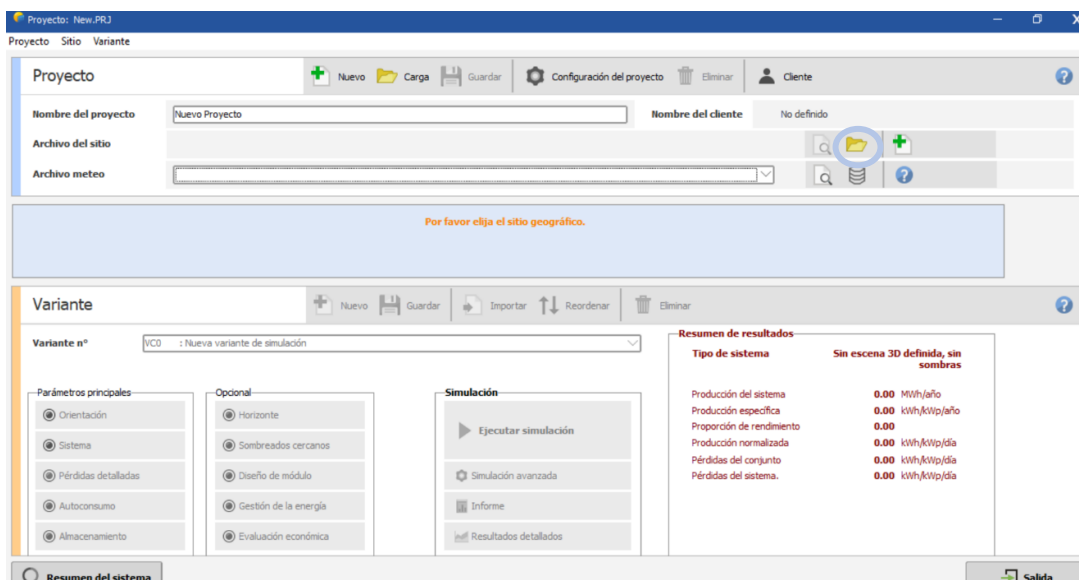 Proyecto: New.PRJ
Proyecto Sitio Variante
Proyecto
Nuevo Carga Guardar Configuración del proyecto Eliminar Cliente
Nombre del proyecto Nuevo Proyecto Nombre del cliente No definido
Archivo del sitio
Archivo meteo
Por favor elija el sitio geográfico.
Variante
Nuevo Guardar Importar Reordenar Eliminar
Variante n° VC0 : Nueva variante de simulación
Resumen de resultados
Tipo de sistema Sin escena 3D definida, sin
sombras
Parámetros principales Opcional Simulación
Orientación Horizonte Ejecutar simulación
Sistema Sombreados cercanos
Pérdidas detalladas Diseño de módulo Simulación avanzada
Autoconsumo Gestión de la energía Informe
Almacenamiento Evaluación económica Resultados detallados
Producción del sistema 0.00 MWh/año
Producción específica 0.00 kWh/kWp/año
Proporción de rendimiento 0.00
Producción normalizada 0.00 kWh/kWp/día
Pérdidas del conjunto 0.00 kWh/kWp/día
Pérdidas del sistema. 0.00 kWh/kWp/día
Resumen del sistema Salida